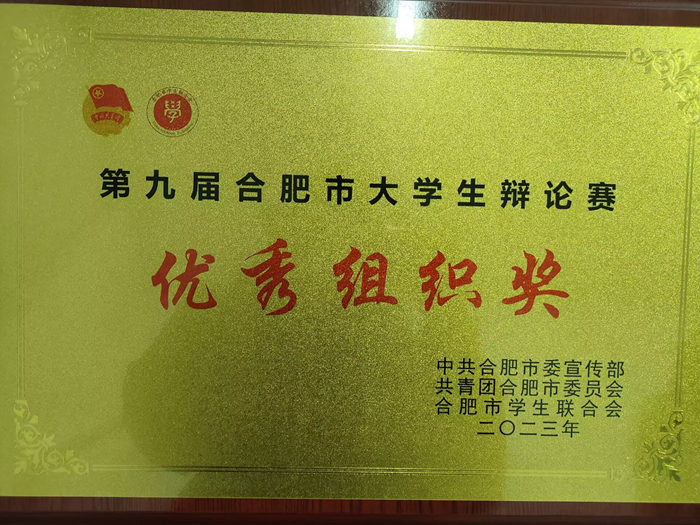 第九届合肥市大学生辩论赛
优秀组织奖
中共合肥市委宣传部
共青团合肥市委员会
合肥市学生联合会
二〇二三年